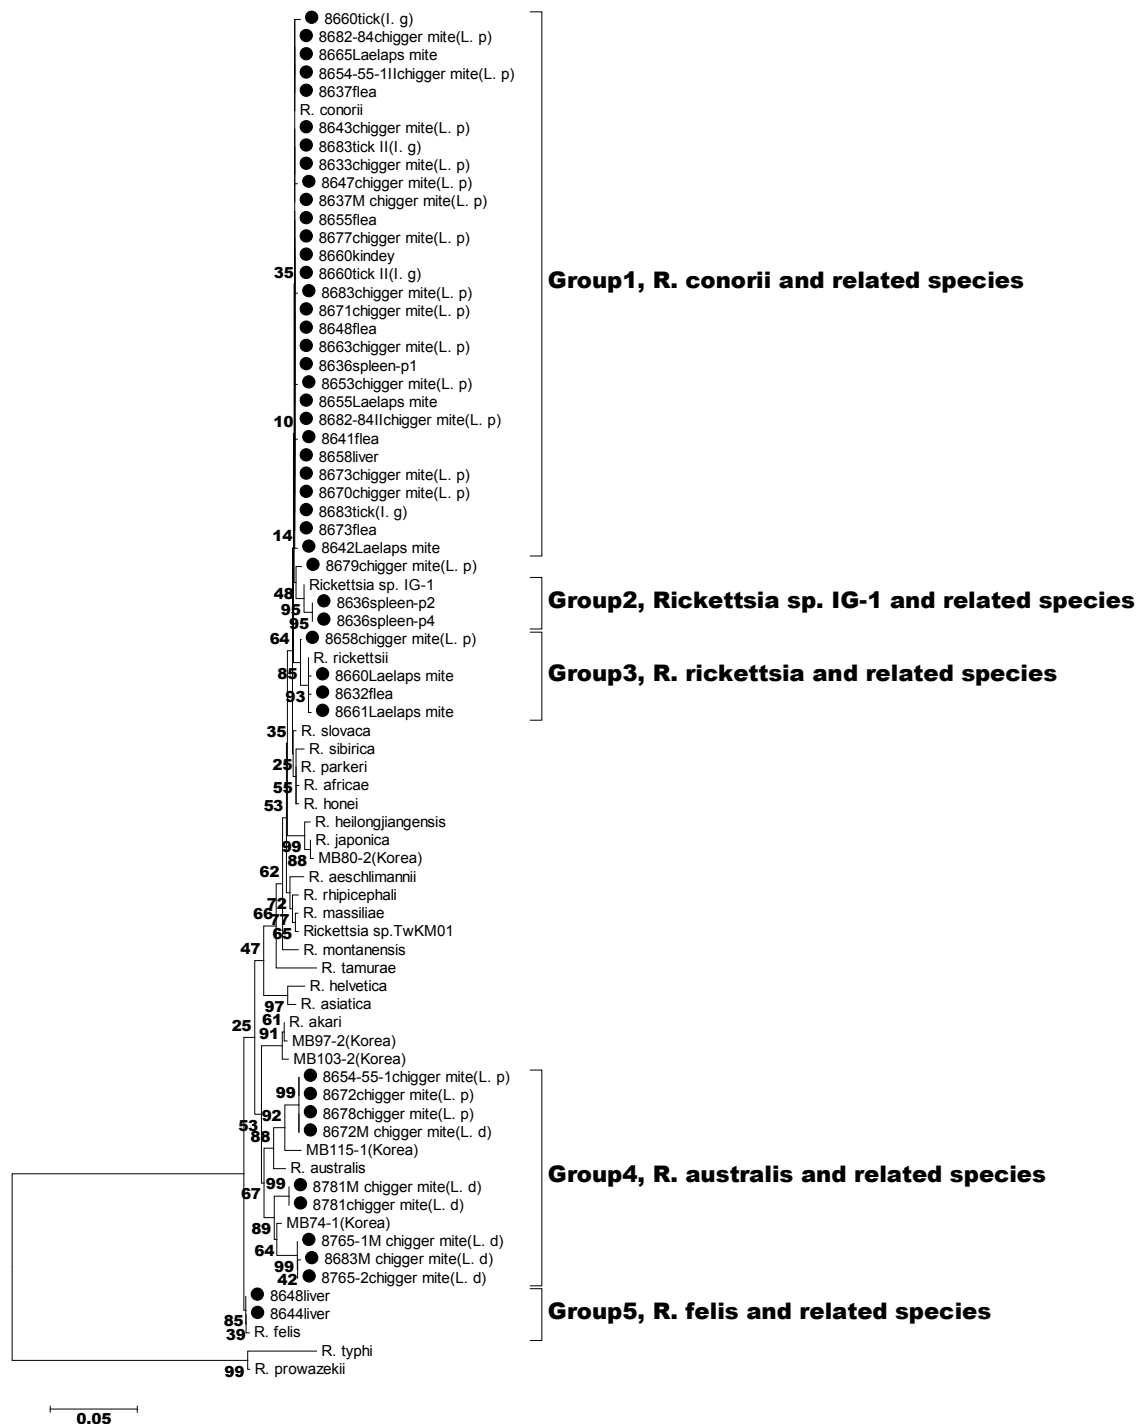 8660tick(I. g)
8682-84chigger mite(L. p)
8665Laelaps mite
8654-55-1IIchigger mite(L. p)
8637flea
R. conorii
8643chigger mite(L. p)
8683tick II(I. g)
8633chigger mite(L. p)
8647chigger mite(L. p)
8637M chigger mite(L. p)
8655flea
8677chigger mite(L. p)
8660kindey
35
8660tick II(I. g)
Group1, R. conorii and related species
8683chigger mite(L. p)
8671chigger mite(L. p)
8648flea
8663chigger mite(L. p)
8636spleen-p1
8653chigger mite(L. p)
8655Laelaps mite
10
8682-84IIchigger mite(L. p)
8641flea
8658liver
8673chigger mite(L. p)
8670chigger mite(L. p)
8683tick(I. g)
8673flea
14
8642Laelaps mite
8679chigger mite(L. p)
Rickettsia sp. IG-1
48
8636spleen-p2
Group2, Rickettsia sp. IG-1 and related species
95
8636spleen-p4
95
64
8658chigger mite(L. p)
R. rickettsii
85
8660Laelaps mite
Group3, R. rickettsia and related species
93
8632flea
8661Laelaps mite
35
R. slovaca
R. sibirica
25
R. parkeri
55
R. africae
53
R. honei
R. heilongjiangensis
99
R. japonica
88
MB80-2(Korea)
62
R. aeschlimannii
72
R. rhipicephali
66
77
R. massiliae
65
Rickettsia sp.TwKM01
47
R. montanensis
R. tamurae
R. helvetica
97
R. asiatica
25
61
R. akari
91
MB97-2(Korea)
MB103-2(Korea)
8654-55-1chigger mite(L. p)
99
8672chigger mite(L. p)
92
8678chigger mite(L. p)
53
88
8672M chigger mite(L. d)
MB115-1(Korea)
R. australis
Group4, R. australis and related species
67
99
8781M chigger mite(L. d)
8781chigger mite(L. d)
89
MB74-1(Korea)
64
8765-1M chigger mite(L. d)
99
8683M chigger mite(L. d)
42
8765-2chigger mite(L. d)
8648liver
85
8644liver
Group5, R. felis and related species
39
R. felis
R. typhi
99
R. prowazekii
0.05